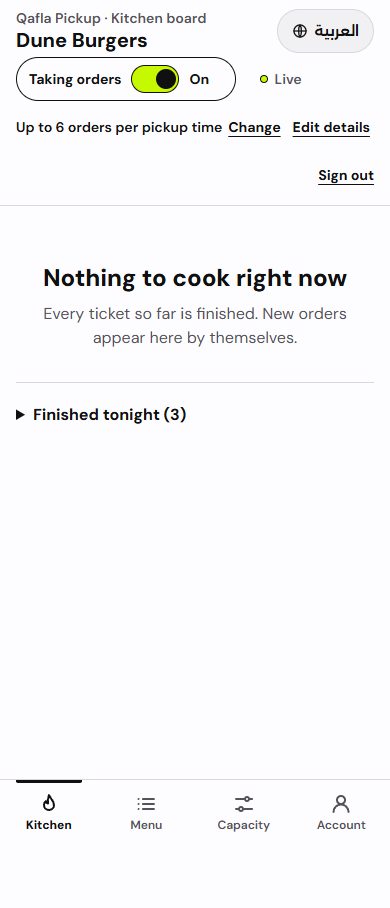 Qafla Pickup · Kitchen board
Dune Burgers
العربية
Taking orders On
Live
Up to 6 orders per pickup time Change Edit details
Sign out
Nothing to cook right now
Every ticket so far is finished. New orders
appear here by themselves.
Finished tonight (3)
Kitchen Menu Capacity Account